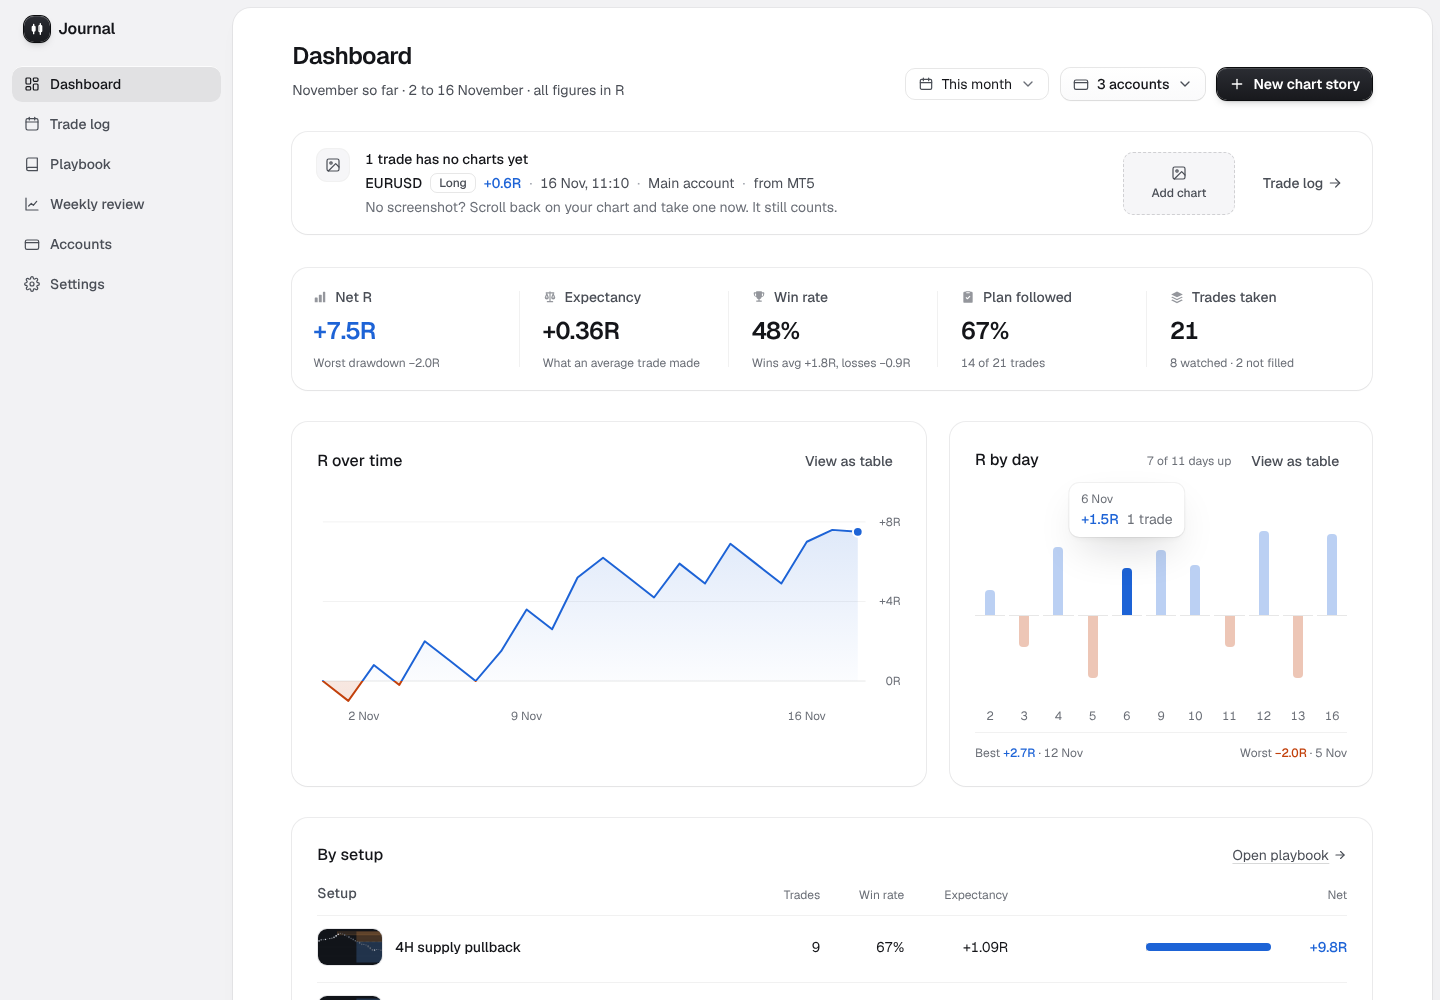 Journal
Dashboard
Trade log
Playbook
Weekly review
Accounts
Settings
Dashboard
November so far · 2 to 16 November · all figures in R
This month
3 accounts
New chart story
1 trade has no charts yet
EURUSD Long +0.6R · 16 Nov, 11:10 · Main account · from MT5
No screenshot? Scroll back on your chart and take one now. It still counts.
Add chart
Trade log →
Net R
+7.5R
Worst drawdown −2.0R
Expectancy
+0.36R
What an average trade made
Win rate
48%
Wins avg +1.8R, losses −0.9R
Plan followed
67%
14 of 21 trades
Trades taken
21
8 watched · 2 not filled
R over time
View as table
+8R
+4R
0R
2 Nov 9 Nov 16 Nov
R by day
7 of 11 days up
View as table
6 Nov
+1.5R 1 trade
2 3 4 5 6 9 10 11 12 13 16
Best +2.7R · 12 Nov
Worst −2.0R · 5 Nov
By setup
Open playbook →
Setup Trades Win rate Expectancy Net
4H supply pullback 9 67% +1.09R +9.8R